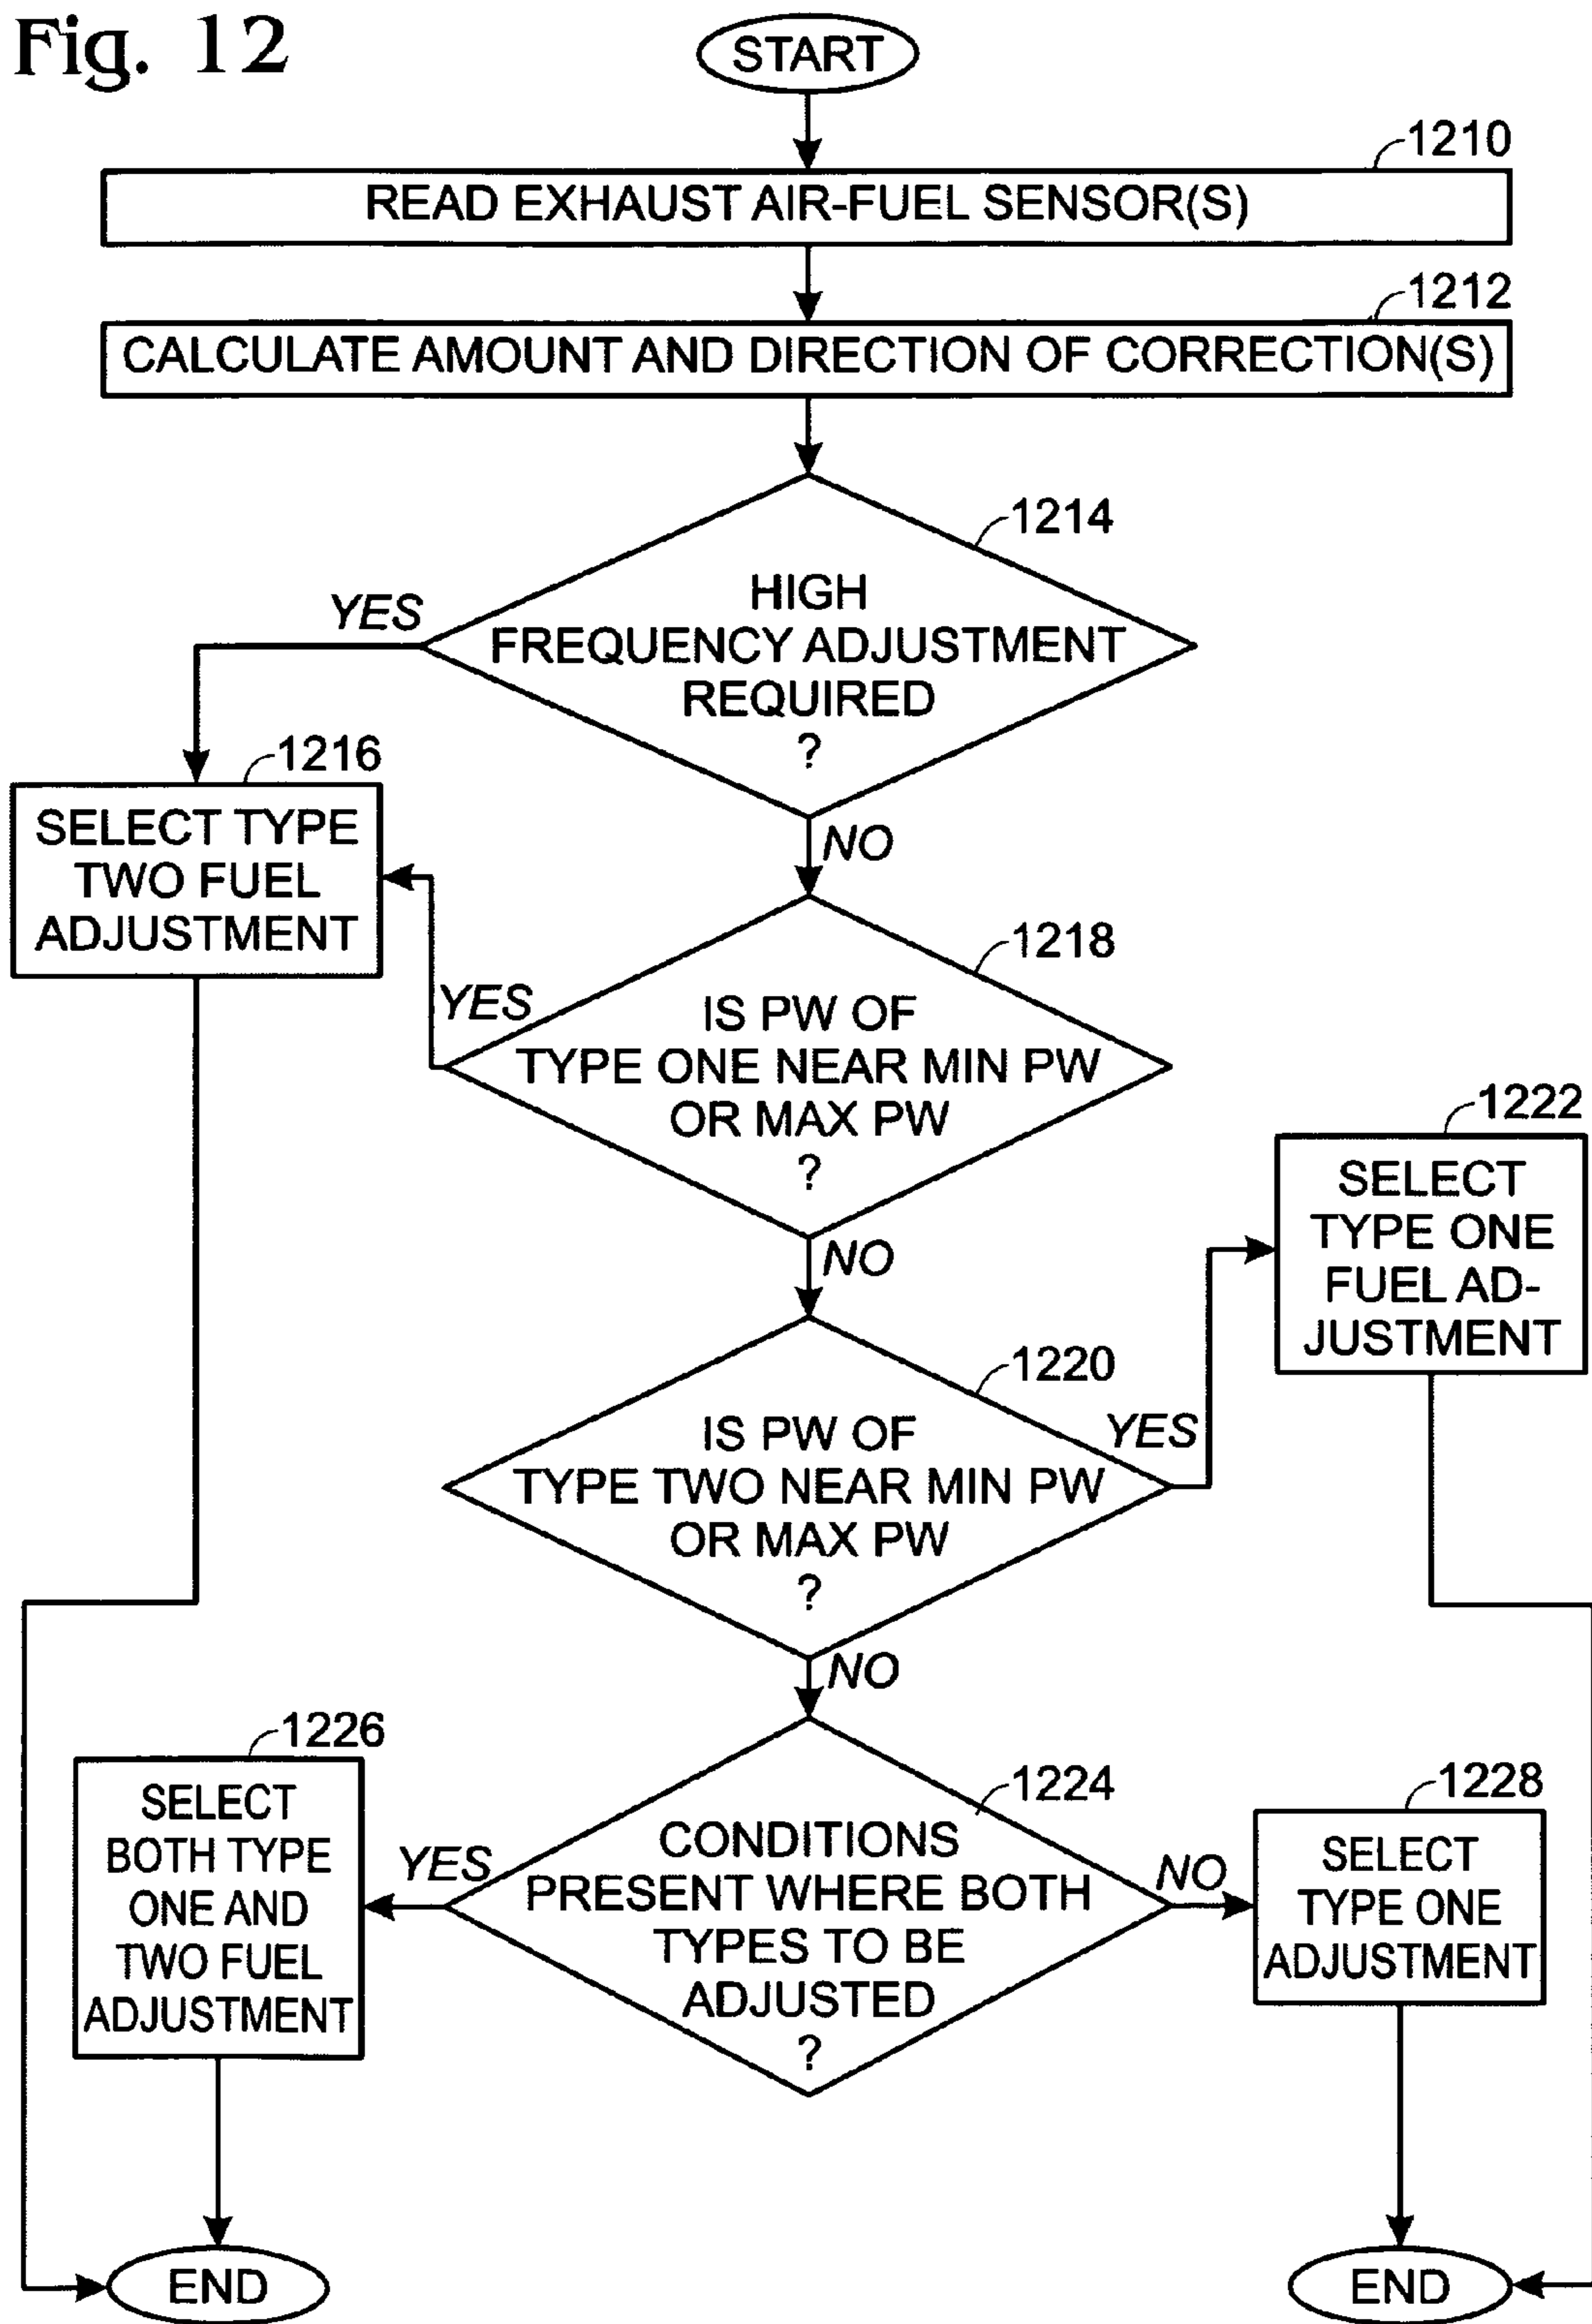 Fig. 12
START
1210
READ EXHAUST AIR-FUEL SENSOR(S)
1212
CALCULATE AMOUNT AND DIRECTION OF CORRECTION(S)
1214
HIGH
FREQUENCY ADJUSTMENT
REQUIRED
?
YES
NO
1216
SELECT TYPE
TWO FUEL
ADJUSTMENT
1218
IS PW OF
TYPE ONE NEAR MIN PW
OR MAX PW
?
YES
NO
1220
IS PW OF
TYPE TWO NEAR MIN PW
OR MAX PW
?
YES
NO
1222
SELECT
TYPE ONE
FUEL AD-
JUSTMENT
1224
CONDITIONS
PRESENT WHERE BOTH
TYPES TO BE
ADJUSTED
?
YES
NO
1226
SELECT
BOTH TYPE
ONE AND
TWO FUEL
ADJUSTMENT
1228
SELECT
TYPE ONE
ADJUSTMENT
END
END